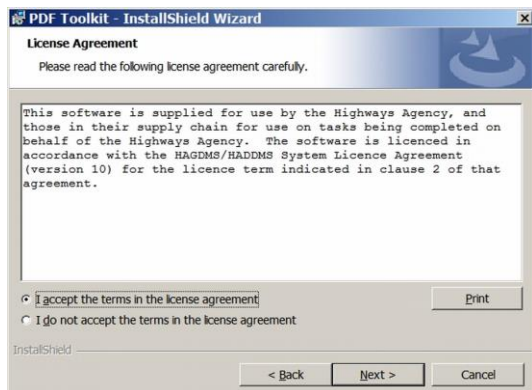 PDF Toolkit - InstallShield Wizard
License Agreement
Please read the following license agreement carefully.
This software is supplied for use by the Highways Agency, and
those in their supply chain for use on tasks being completed on
behalf of the Highways Agency.  The software is licenced in
accordance with the HAGDMS/HADDMS System Licence Agreement
(version 10) for the licence term indicated in clause 2 of that
agreement.
I accept the terms in the license agreement
Print
I do not accept the terms in the license agreement
InstallShield
< Back
Next >
Cancel